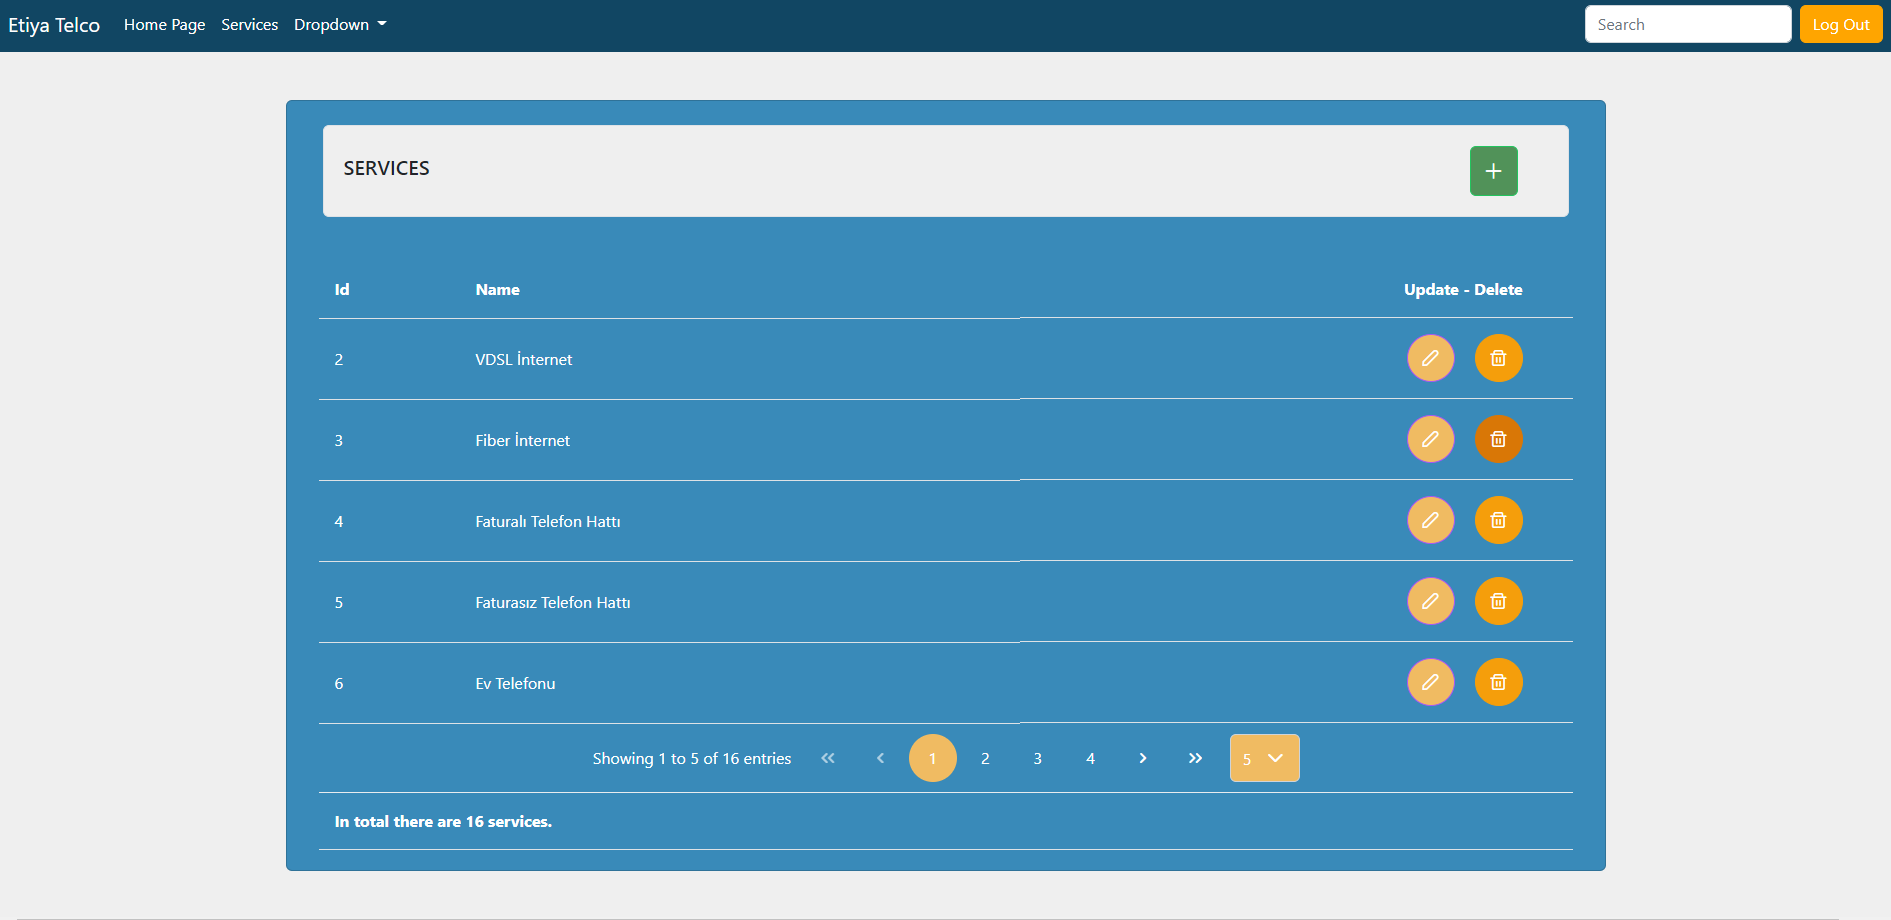 Etiya Telco Home Page Services Dropdown Search Log Out
SERVICES
Id Name Update - Delete
2 VDSL İnternet
3 Fiber İnternet
4 Faturalı Telefon Hattı
5 Faturasız Telefon Hattı
6 Ev Telefonu
Showing 1 to 5 of 16 entries « ‹ 1 2 3 4 › » 5
In total there are 16 services.